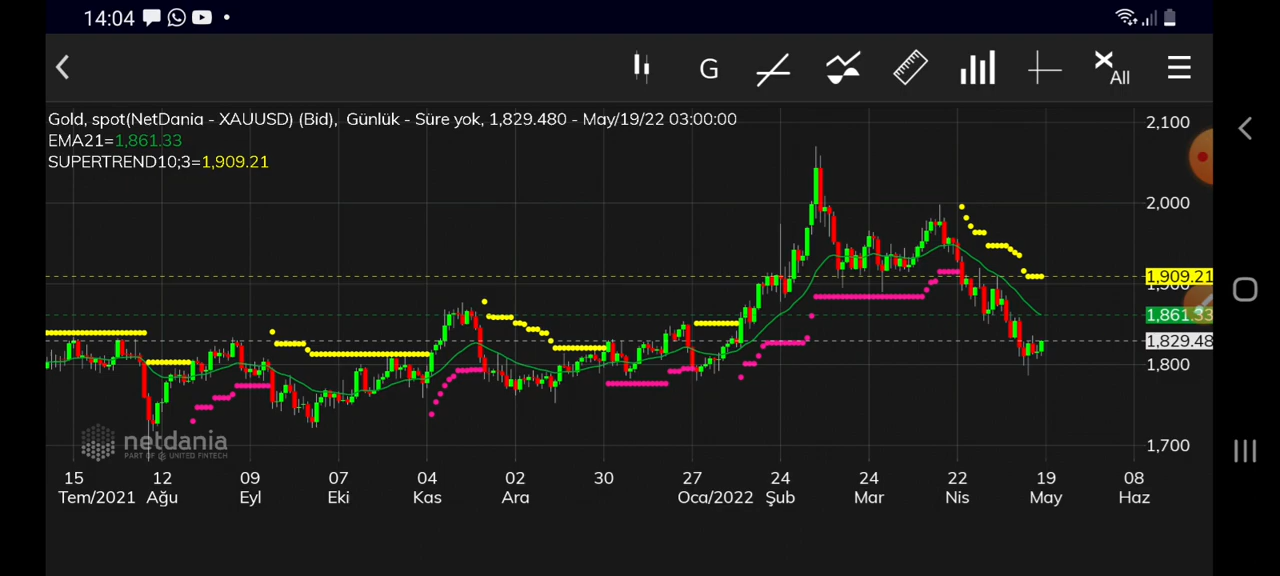 14:04
G
All
Gold, spot(NetDania - XAUUSD) (Bid), Günlük - Süre yok, 1,829.480 - May/19/22 03:00:00
EMA21=1,861.33
SUPERTREND10;3=1,909.21
2,100
2,000
1,909.21
1,900
1,861.33
1,829.48
1,800
1,700
netdania
PART OF UNITED FINTECH
15 12 09 07 04 02 30 27 24 24 22 19 08
Tem/2021 Ağu Eyl Eki Kas Ara Oca/2022 Şub Mar Nis May Haz